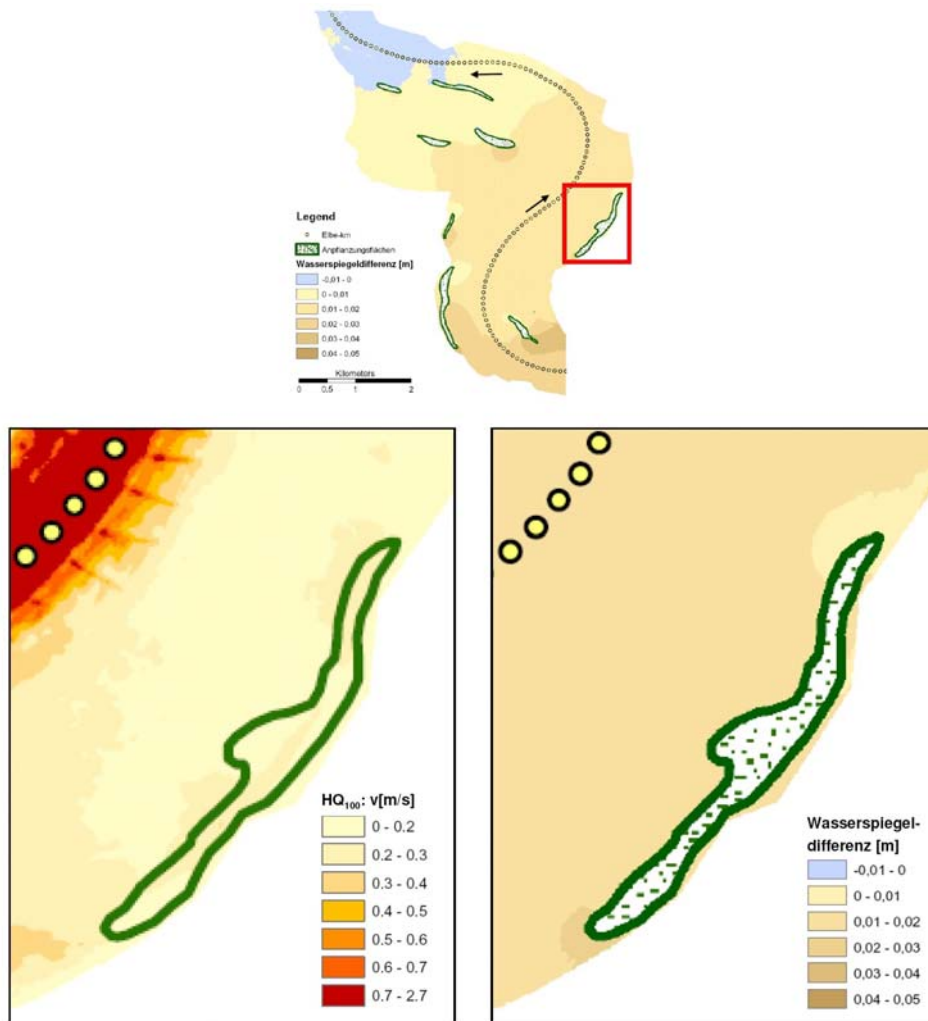 Legend
Elbe-km
Anpflanzungsflächen
Wasserspiegeldifferenz [m]
-0,01 - 0
0 - 0,01
0,01 - 0,02
0,02 - 0,03
0,03 - 0,04
0,04 - 0,05
Kilometers
0 0.5 1 2
HQ100: v[m/s]
0 - 0.2
0.2 - 0.3
0.3 - 0.4
0.4 - 0.5
0.5 - 0.6
0.6 - 0.7
0.7 - 2.7
Wasserspiegel-
differenz [m]
-0,01 - 0
0 - 0,01
0,01 - 0,02
0,02 - 0,03
0,03 - 0,04
0,04 - 0,05